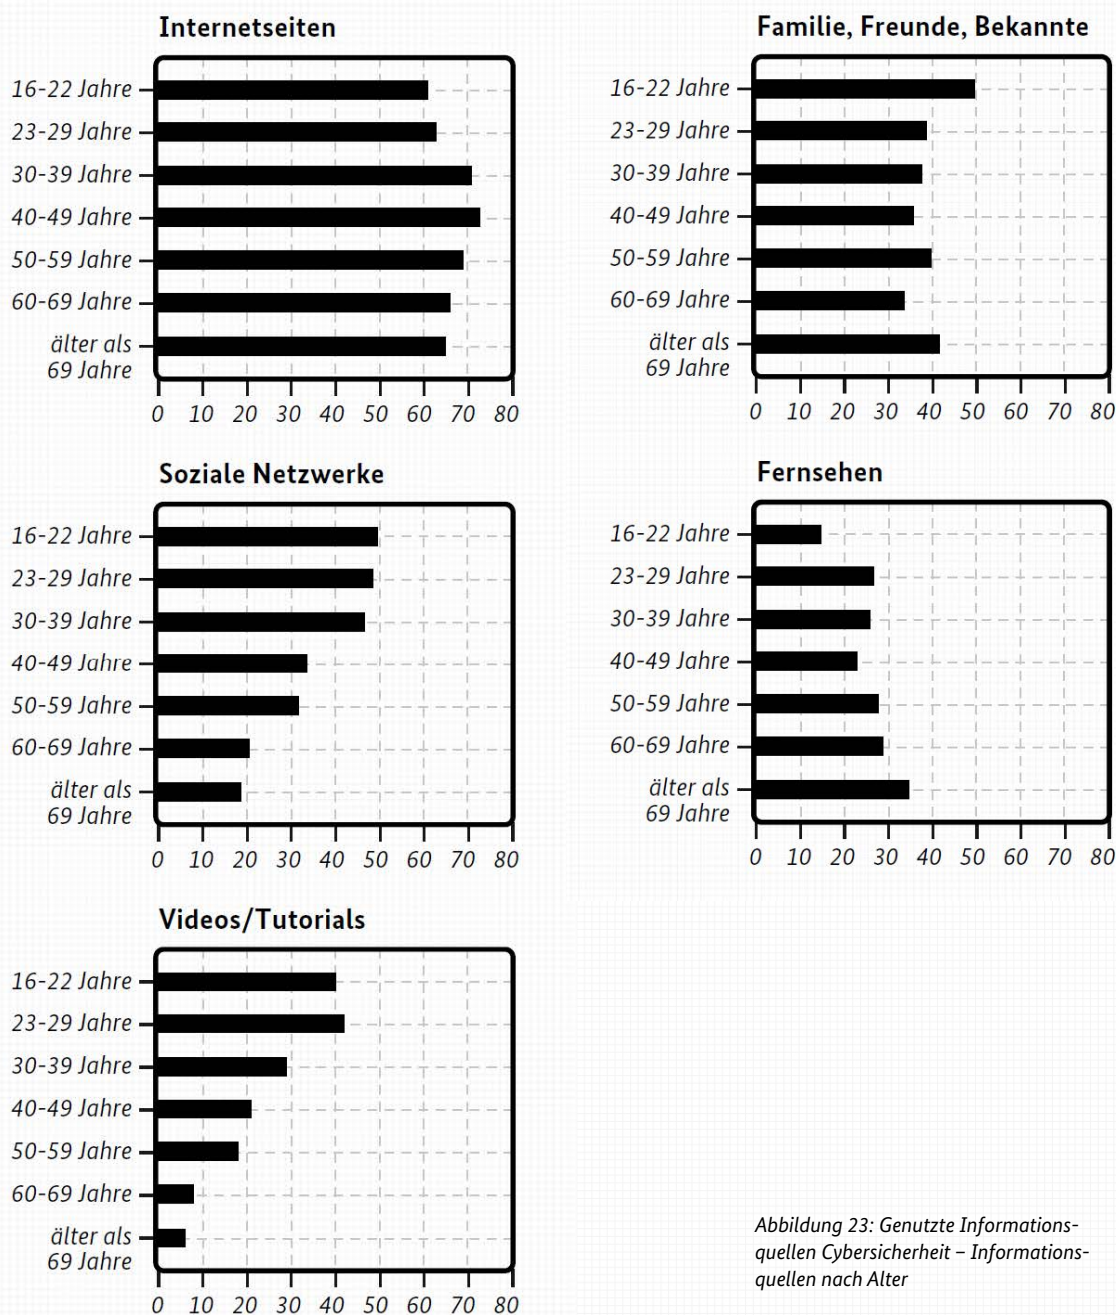 Internetseiten
16-22 Jahre
23-29 Jahre
30-39 Jahre
40-49 Jahre
50-59 Jahre
60-69 Jahre
älter als
69 Jahre
0 10 20 30 40 50 60 70 80
Familie, Freunde, Bekannte
16-22 Jahre
23-29 Jahre
30-39 Jahre
40-49 Jahre
50-59 Jahre
60-69 Jahre
älter als
69 Jahre
0 10 20 30 40 50 60 70 80
Soziale Netzwerke
16-22 Jahre
23-29 Jahre
30-39 Jahre
40-49 Jahre
50-59 Jahre
60-69 Jahre
älter als
69 Jahre
0 10 20 30 40 50 60 70 80
Fernsehen
16-22 Jahre
23-29 Jahre
30-39 Jahre
40-49 Jahre
50-59 Jahre
60-69 Jahre
älter als
69 Jahre
0 10 20 30 40 50 60 70 80
Videos/Tutorials
16-22 Jahre
23-29 Jahre
30-39 Jahre
40-49 Jahre
50-59 Jahre
60-69 Jahre
älter als
69 Jahre
0 10 20 30 40 50 60 70 80
Abbildung 23: Genutzte Informations-
quellen Cybersicherheit – Informations-
quellen nach Alter